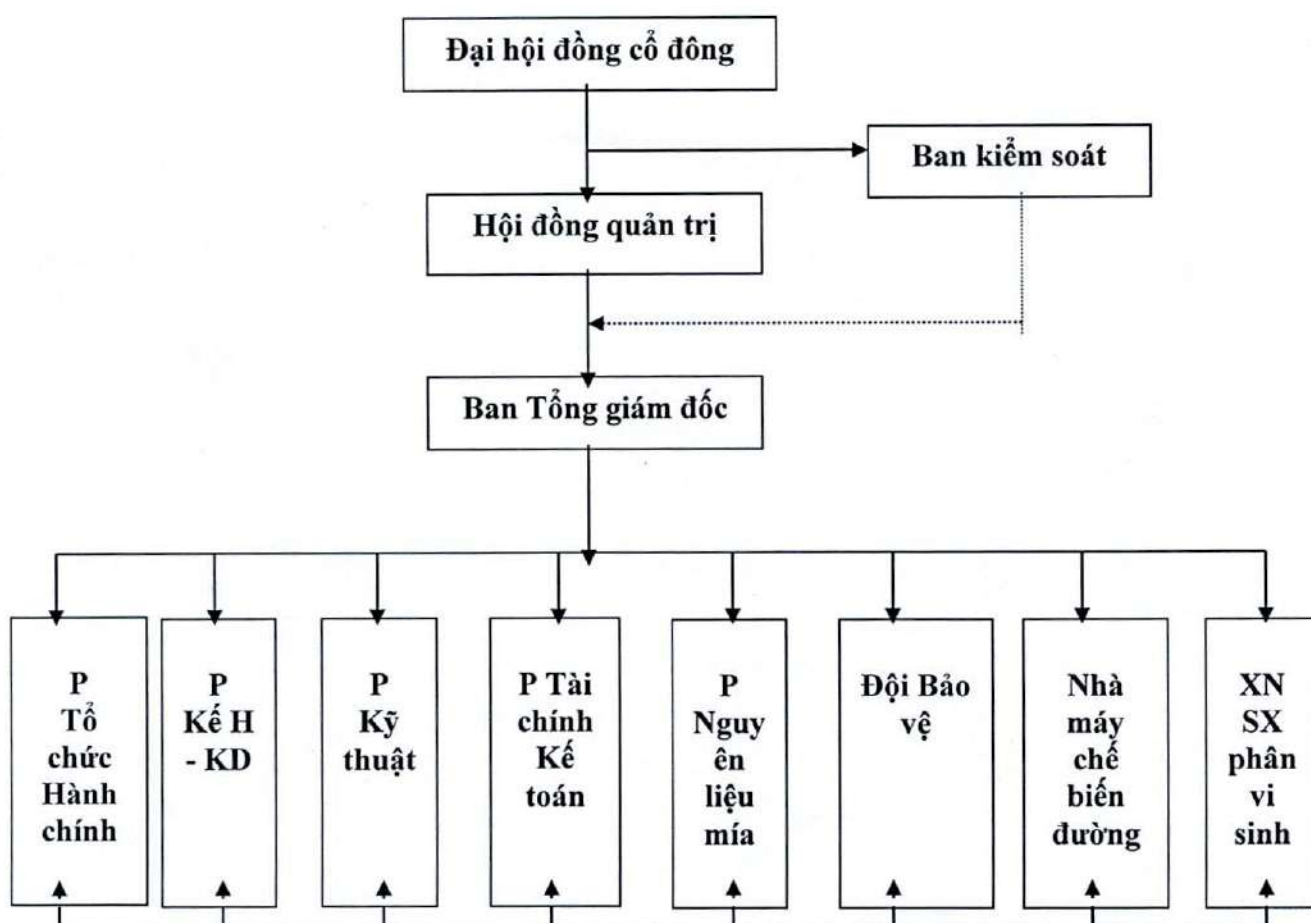 Đại hội đồng cổ đông
Ban kiểm soát
Hội đồng quản trị
Ban Tổng giám đốc
P
Tổ
chức
Hành
chính
P
Kế H
- KD
P
Kỹ
thuật
P Tài
chính
Kế
toán
P
Nguy
ên
liệu
mía
Đội Bảo
vệ
Nhà
máy
chế
biến
đường
XN
SX
phân
vi
sinh